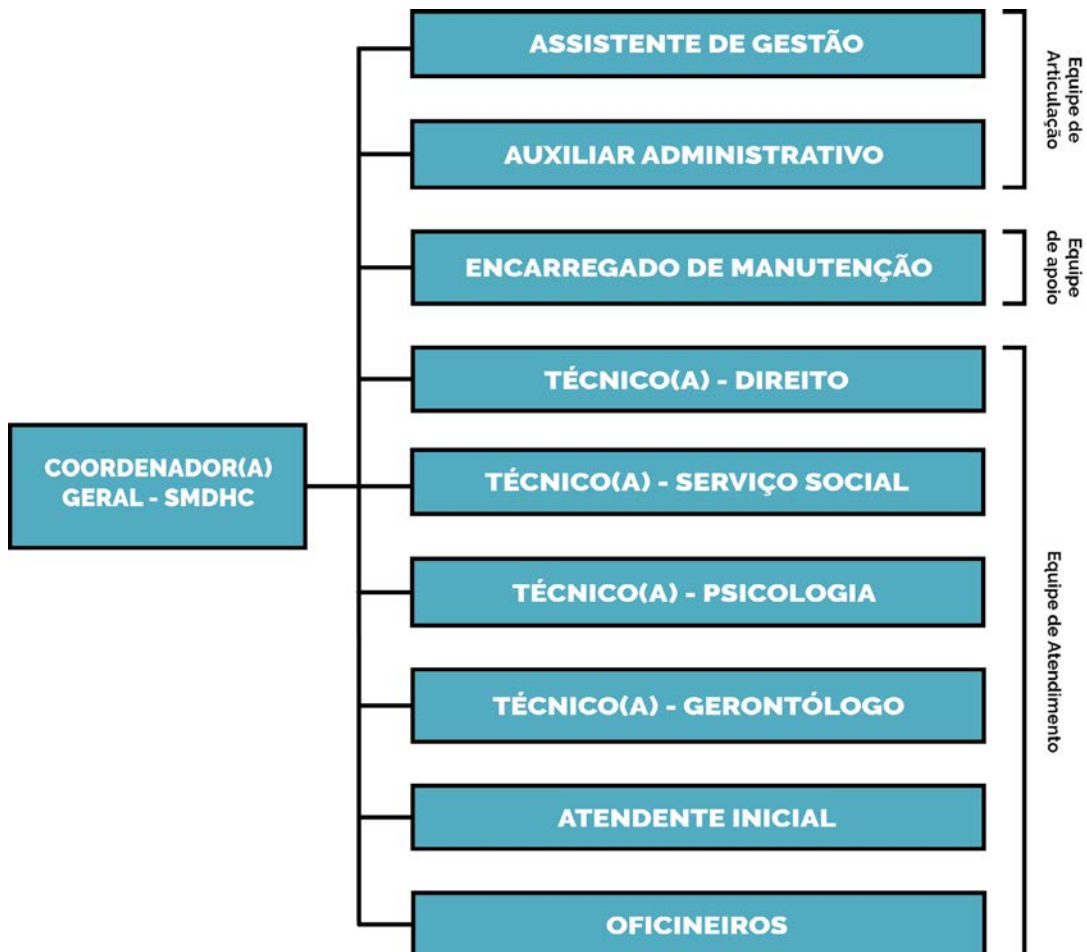 ASSISTENTE DE GESTÃO
AUXILIAR ADMINISTRATIVO
Equipe de
Articulação
ENCARREGADO DE MANUTENÇÃO
Equipe
de apoio
COORDENADOR(A)
GERAL - SMDHC
TÉCNICO(A) - DIREITO
TÉCNICO(A) - SERVIÇO SOCIAL
TÉCNICO(A) - PSICOLOGIA
TÉCNICO(A) - GERONTÓLOGO
ATENDENTE INICIAL
OFICINEIROS
Equipe de Atendimento